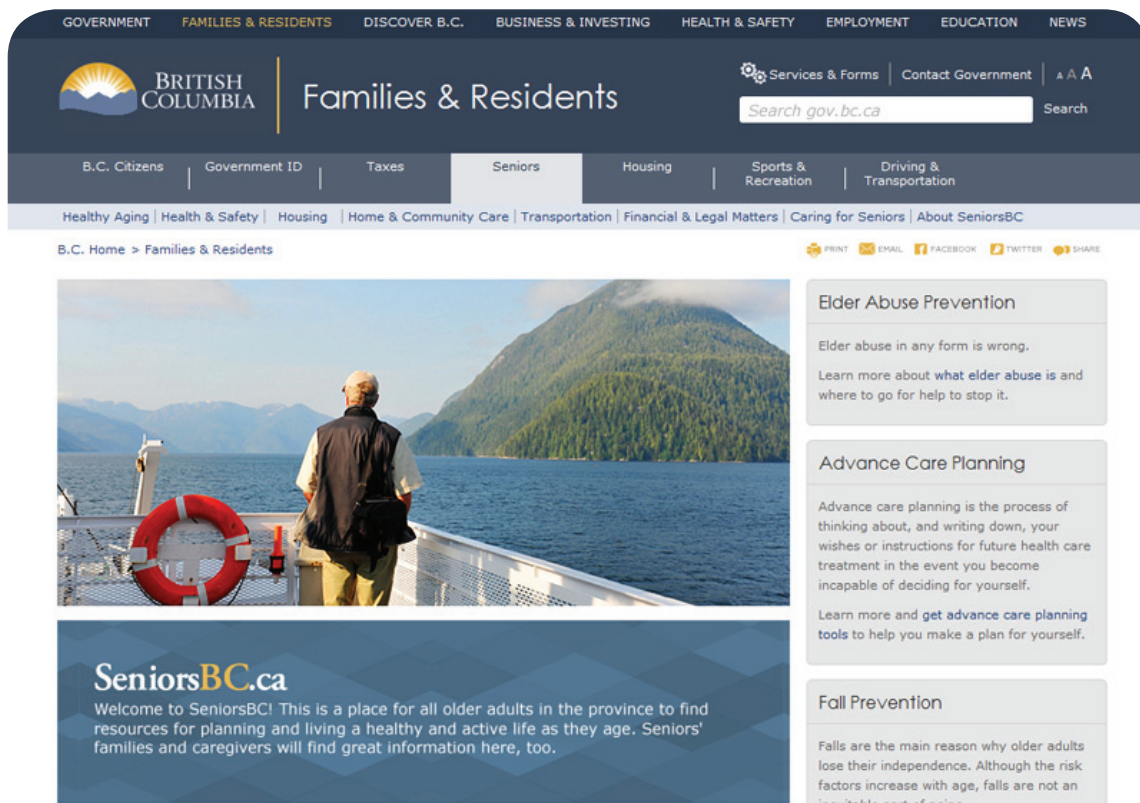 GOVERNMENT FAMILIES & RESIDENTS DISCOVER B.C. BUSINESS & INVESTING HEALTH & SAFETY EMPLOYMENT EDUCATION NEWS
BRITISH
COLUMBIA
Families & Residents
Services & Forms Contact Government A A A
Search gov.bc.ca Search
B.C. Citizens Government ID Taxes Seniors Housing Sports & Recreation Driving & Transportation
Healthy Aging | Health & Safety | Housing | Home & Community Care | Transportation | Financial & Legal Matters | Caring for Seniors | About SeniorsBC
B.C. Home > Families & Residents
PRINT EMAIL FACEBOOK TWITTER SHARE
SeniorsBC.ca
Welcome to SeniorsBC! This is a place for all older adults in the province to find
resources for planning and living a healthy and active life as they age. Seniors'
families and caregivers will find great information here, too.
Elder Abuse Prevention
Elder abuse in any form is wrong.
Learn more about what elder abuse is and
where to go for help to stop it.
Advance Care Planning
Advance care planning is the process of
thinking about, and writing down, your
wishes or instructions for future health care
treatment in the event you become
incapable of deciding for yourself.
Learn more and get advance care planning
tools to help you make a plan for yourself.
Fall Prevention
Falls are the main reason why older adults
lose their independence. Although the risk
factors increase with age, falls are not an